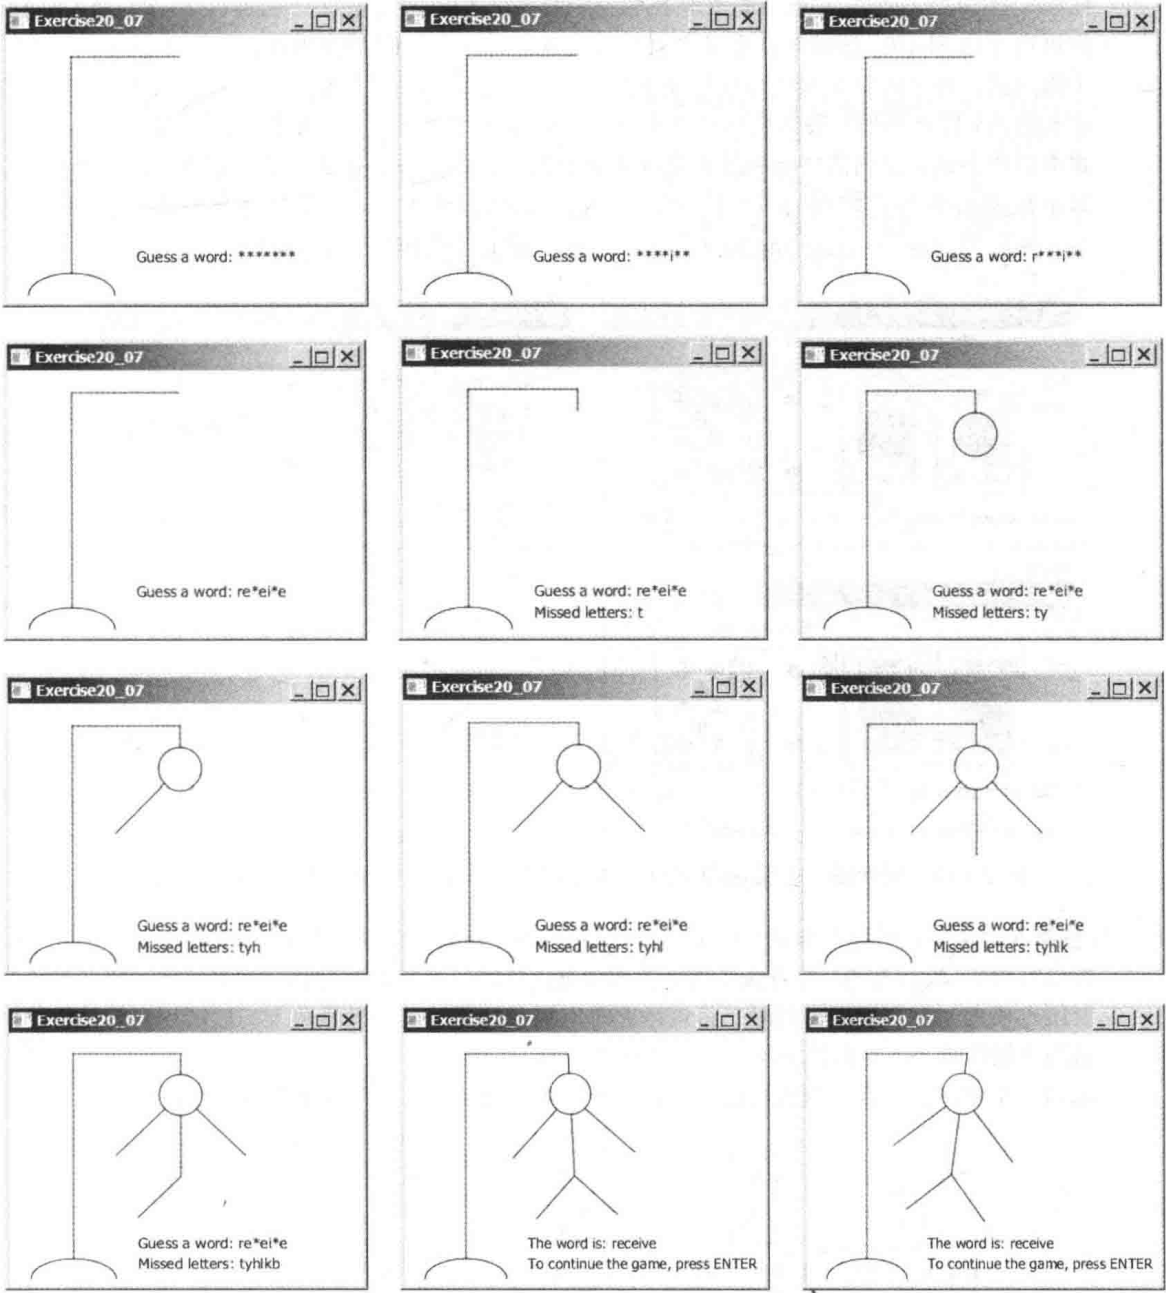 Exercise20_07
Guess a word: *******
Exercise20_07
Guess a word: ****i**
Exercise20_07
Guess a word: r***i**
Exercise20_07
Guess a word: re*ei*e
Exercise20_07
Guess a word: re*ei*e
Missed letters: t
Exercise20_07
Guess a word: re*ei*e
Missed letters: ty
Exercise20_07
Guess a word: re*ei*e
Missed letters: tyh
Exercise20_07
Guess a word: re*ei*e
Missed letters: tyhl
Exercise20_07
Guess a word: re*ei*e
Missed letters: tyhlk
Exercise20_07
Guess a word: re*ei*e
Missed letters: tyhlkb
Exercise20_07
The word is: receive
To continue the game, press ENTER
Exercise20_07
The word is: receive
To continue the game, press ENTER